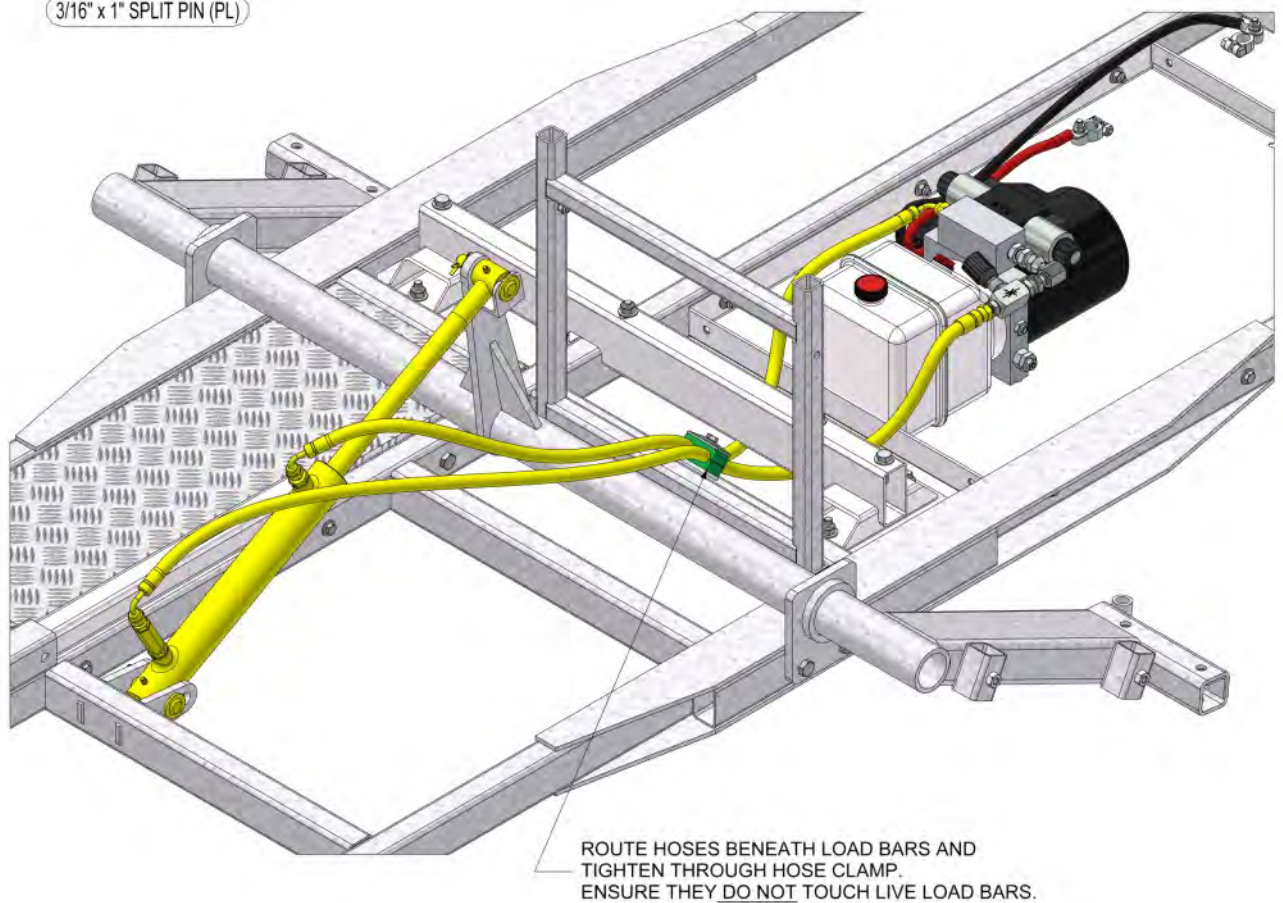 3/16" x 1" SPLIT PIN (PL)
ROUTE HOSES BENEATH LOAD BARS AND
TIGHTEN THROUGH HOSE CLAMP.
ENSURE THEY DO NOT TOUCH LIVE LOAD BARS.